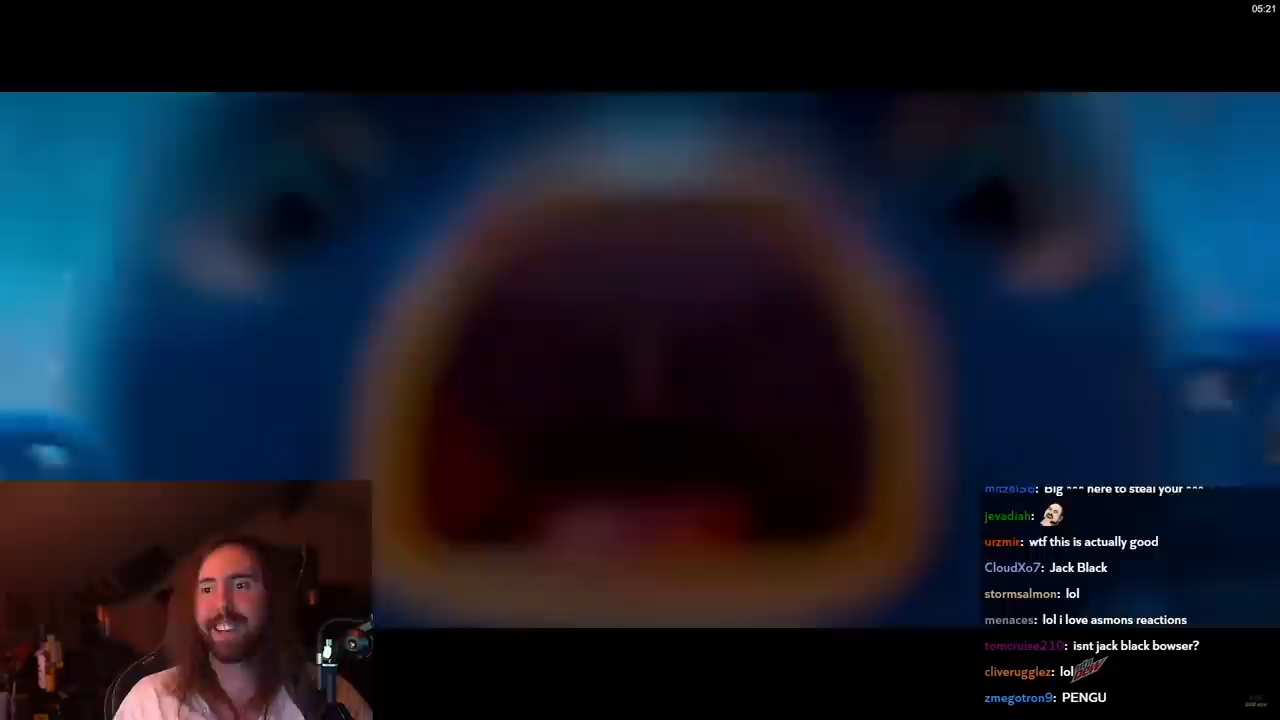 05:21
Big *** here to steal your ***
jevadiah:
urzmir: wtf this is actually good
CloudXo7: Jack Black
stormsalmon: lol
menaces: lol i love asmons reactions
tomcruise210: isnt jack black bowser?
cliverugglez: lol
zmegotron9: PENGU